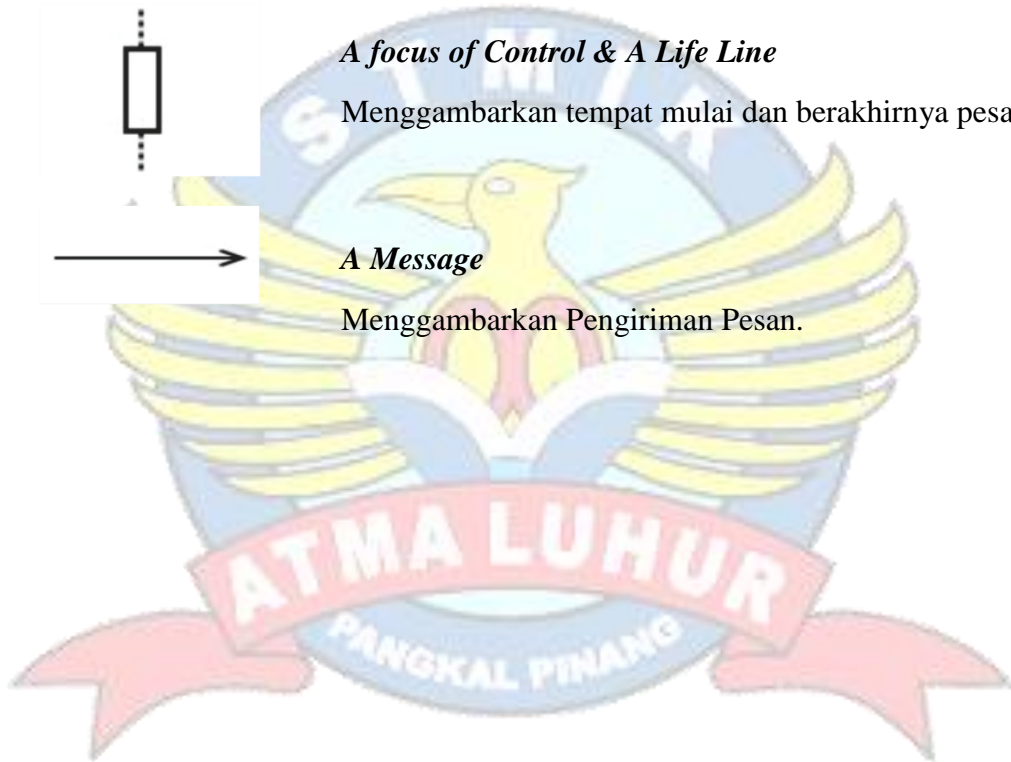 A focus of Control & A Life Line
Menggambarkan tempat mulai dan berakhirnya pesa
A Message
Menggambarkan Pengiriman Pesan.
STMIK
ATMA LUHUR
PANGKAL PINANG